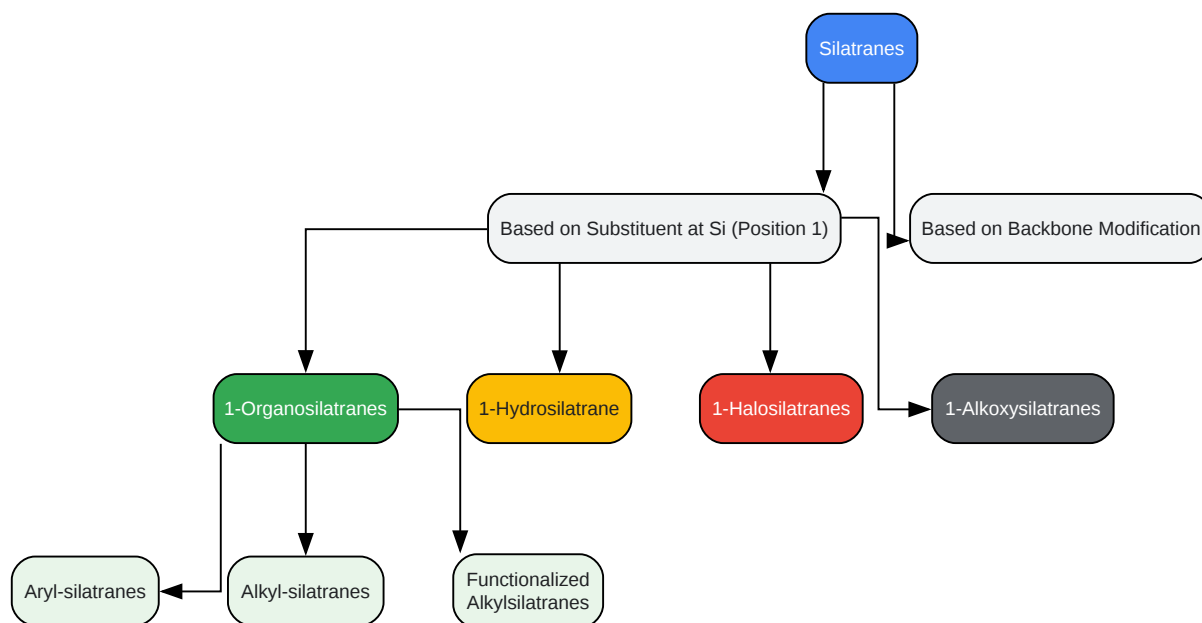 Silatranes
Based on Substituent at Si (Position 1)
Based on Backbone Modification
1-Organosilatranes
1-Hydrosilatrane
1-Halosilatranes
1-Alkoxysilatranes
Aryl-silatranes
Alkyl-silatranes
Functionalized
Alkylsilatranes